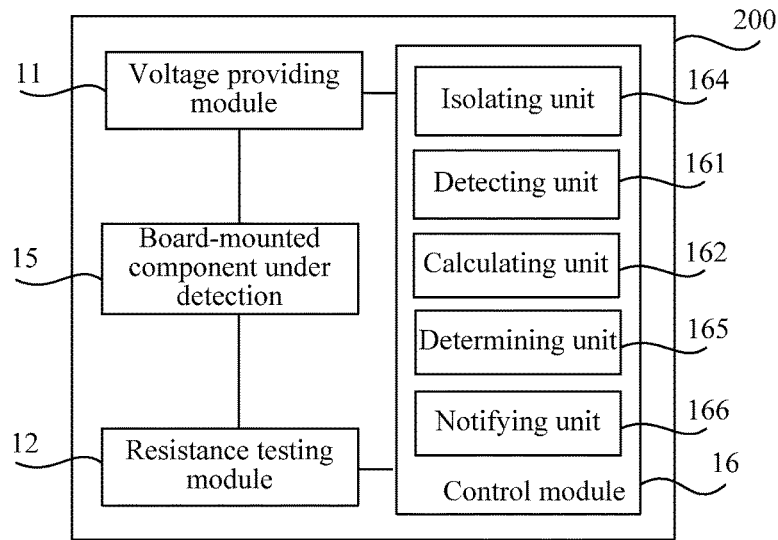 200
11
Voltage providing
module
Isolating unit
164
Detecting unit
161
15
Board-mounted
component under
detection
Calculating unit
162
Determining unit
165
Notifying unit
166
12
Resistance testing
module
Control module
16